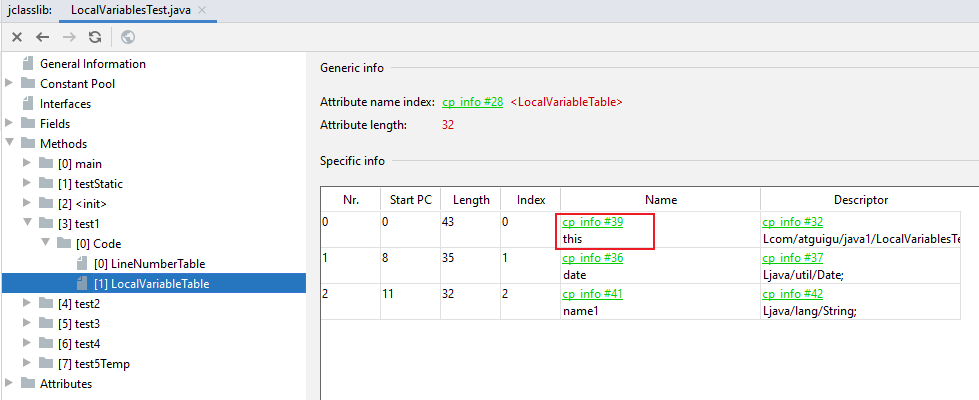 jclasslib: LocalVariablesTest.java
General Information
Constant Pool
Interfaces
Fields
Methods
[0] main
[1] testStatic
[2] <init>
[3] test1
[0] Code
[0] LineNumberTable
[1] LocalVariableTable
[4] test2
[5] test3
[6] test4
[7] test5Temp
Attributes
Generic info
Attribute name index: cp_info #28 <LocalVariableTable>
Attribute length: 32
Specific info
Nr. Start PC Length Index Name Descriptor
0 0 43 0 cp_info #39 cp_info #32
this Lcom/atguigu/java1/LocalVariablesTe
1 8 35 1 cp_info #36 cp_info #37
date Ljava/util/Date;
2 11 32 2 cp_info #41 cp_info #42
name1 Ljava/lang/String;